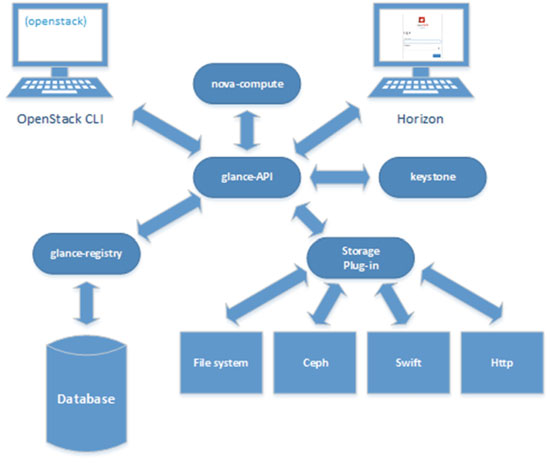 (openstack)
nova-compute
OpenStack CLI
Horizon
glance-API
keystone
glance-registry
Storage
Plug-in
File system
Ceph
Swift
Http
Database